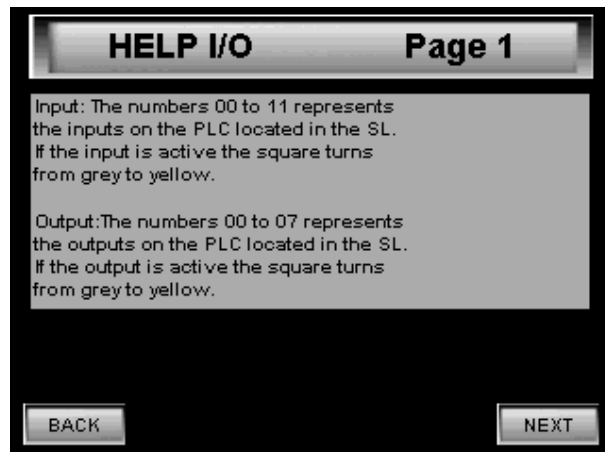 HELP I/O Page 1
Input: The numbers 00 to 11 represents
the inputs on the PLC located in the SL.
If the input is active the square turns
from grey to yellow.
Output:The numbers 00 to 07 represents
the outputs on the PLC located in the SL.
If the output is active the square turns
from grey to yellow.
BACK NEXT